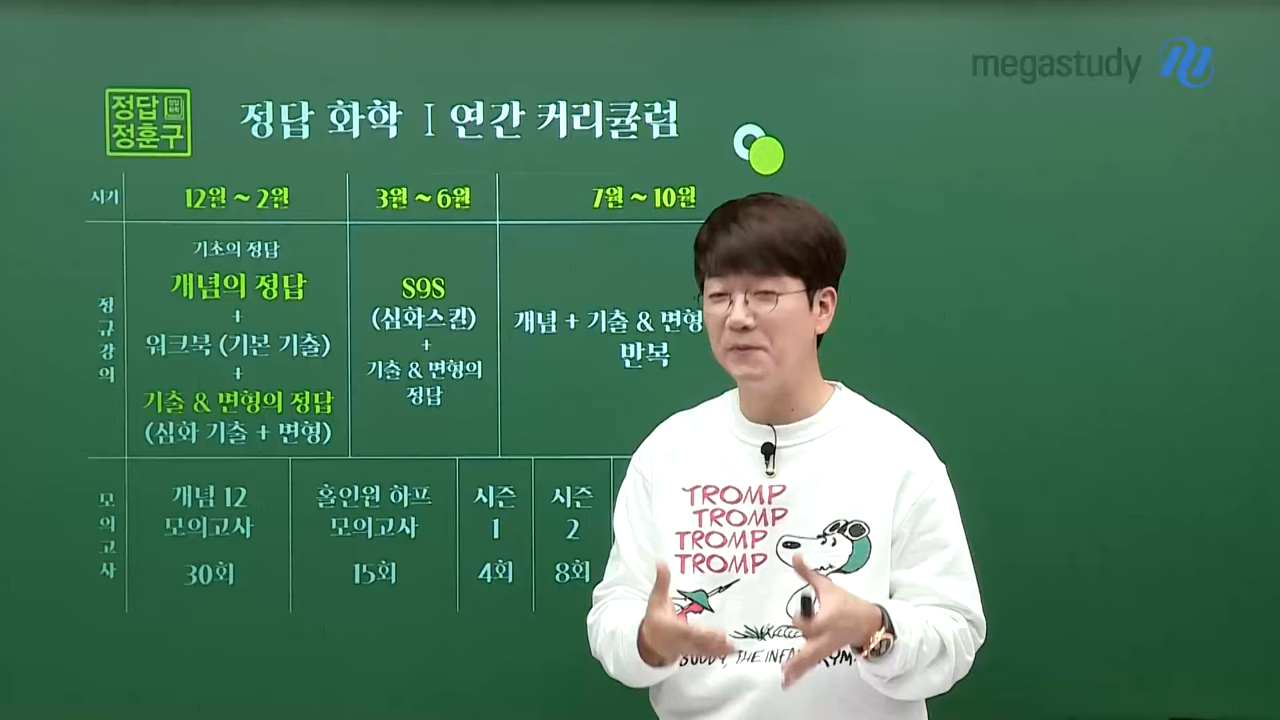 megastudy
정답
정훈구
정답 화학 I 연간 커리큘럼
시기
12월 ~ 2월
3월 ~ 6월
7월 ~ 10월
정규강의
기초의 정답
개념의 정답
+
워크북 (기본 기출)
+
기출 & 변형의 정답
(심화 기출 + 변형)
S9S
(심화스킬)
+
기출 & 변형의
정답
개념 + 기출 & 변형
반복
모의고사
개념 12
모의고사
30회
홀인원 하프
모의고사
15회
시즌
1
4회
시즌
2
8회
TROMP
TROMP
TROMP
TROMP
THE